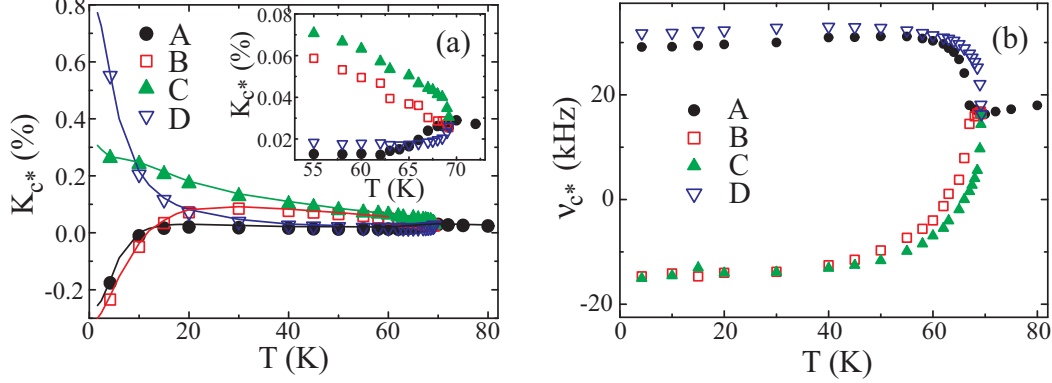 0.8
0.6
0.4
0.2
0.0
-0.2
K_c* (%)
0 20 40 60 80
T (K)
A
B
C
D
(a)
0.08
0.06
0.04
0.02
K_c* (%)
55 60 65 70
T (K)
(b)
20
0
-20
ν_c* (kHz)
A
B
C
D
0 20 40 60 80
T (K)